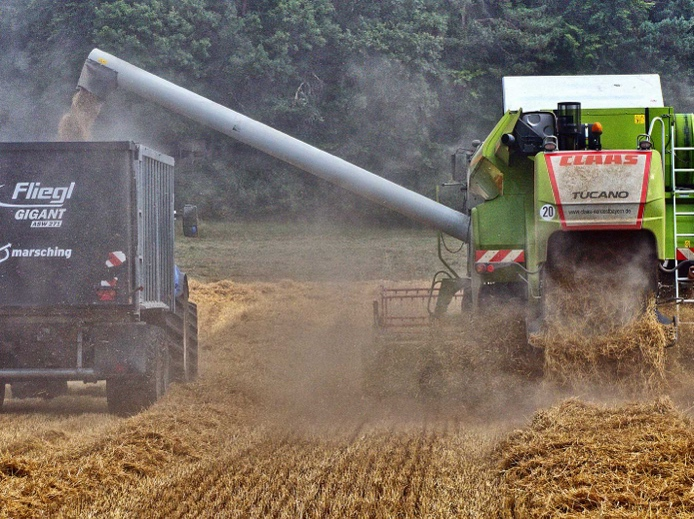 Fliegl
GIGANT
ASW 271
marsching
CLAAS
TUCANO
20